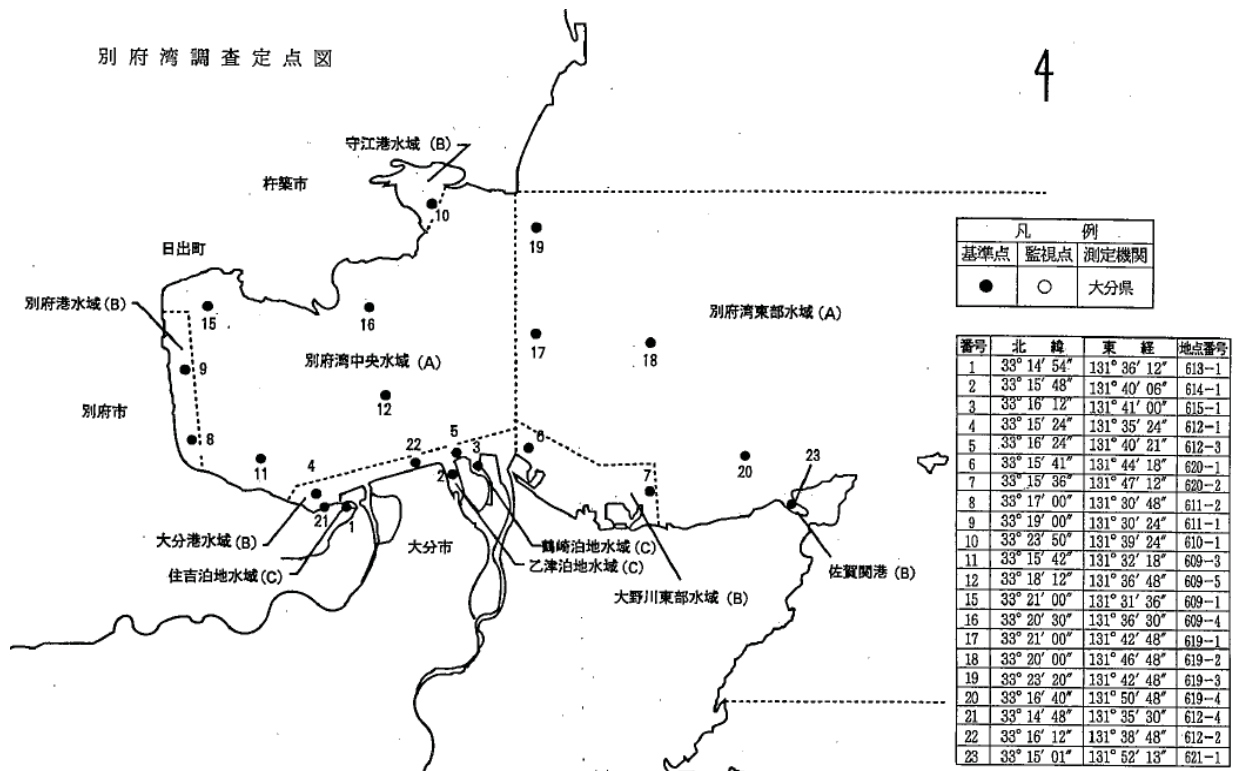 別府湾調査定点図
4
守江港水域 (B)
杵築市
10
19
日出町
別府港水域 (B)
15
16
別府湾東部水域 (A)
17
18
別府湾中央水域 (A)
9
12
別府市
8
5
6
22
3
23
11
4
2
7
20
21
1
大分港水域 (B)
大分市
鶴崎泊地水域 (C)
住吉泊地水域 (C)
乙津泊地水域 (C)
佐賀関港 (B)
大野川東部水域 (B)
凡 例
基準点 監視点 測定機関
● ○ 大分県
番号 北 緯 東 経 地点番号
1 33° 14′ 54″ 131° 36′ 12″ 613-1
2 33° 15′ 48″ 131° 40′ 06″ 614-1
3 33° 16′ 12″ 131° 41′ 00″ 615-1
4 33° 15′ 24″ 131° 35′ 24″ 612-1
5 33° 16′ 24″ 131° 40′ 21″ 612-3
6 33° 15′ 41″ 131° 44′ 18″ 620-1
7 33° 15′ 36″ 131° 47′ 12″ 620-2
8 33° 17′ 00″ 131° 30′ 48″ 611-2
9 33° 19′ 00″ 131° 30′ 24″ 611-1
10 33° 23′ 50″ 131° 39′ 24″ 610-1
11 33° 15′ 42″ 131° 32′ 18″ 609-3
12 33° 18′ 12″ 131° 36′ 48″ 609-5
15 33° 21′ 00″ 131° 31′ 36″ 609-1
16 33° 20′ 30″ 131° 36′ 30″ 609-4
17 33° 21′ 00″ 131° 42′ 48″ 619-1
18 33° 20′ 00″ 131° 46′ 48″ 619-2
19 33° 23′ 20″ 131° 42′ 48″ 619-3
20 33° 16′ 40″ 131° 50′ 48″ 619-4
21 33° 14′ 48″ 131° 35′ 30″ 612-4
22 33° 16′ 12″ 131° 38′ 48″ 612-2
23 33° 15′ 01″ 131° 52′ 13″ 621-1